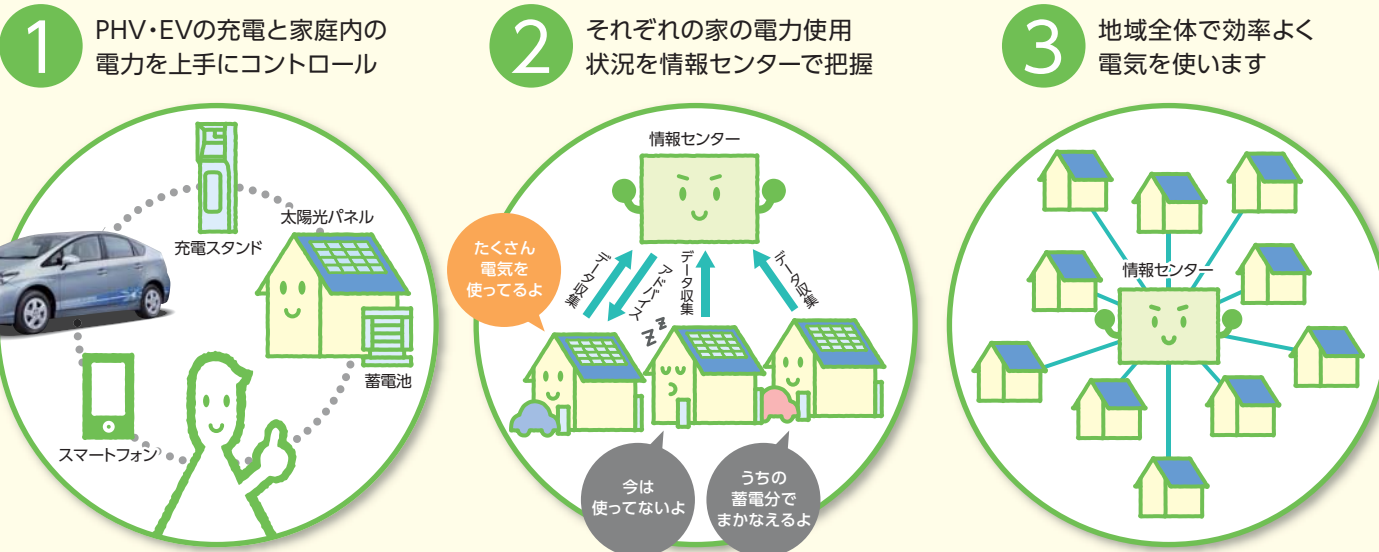 1
PHV・EVの充電と家庭内の
電力を上手にコントロール
充電スタンド
太陽光パネル
蓄電池
スマートフォン
2
それぞれの家の電力使用
状況を情報センターで把握
情報センター
たくさん
電気を
使ってるよ
データ収集
アドバイス
データ収集
データ収集
zzz
今は
使ってないよ
うちの
蓄電分で
まかなえるよ
3
地域全体で効率よく
電気を使います
情報センター